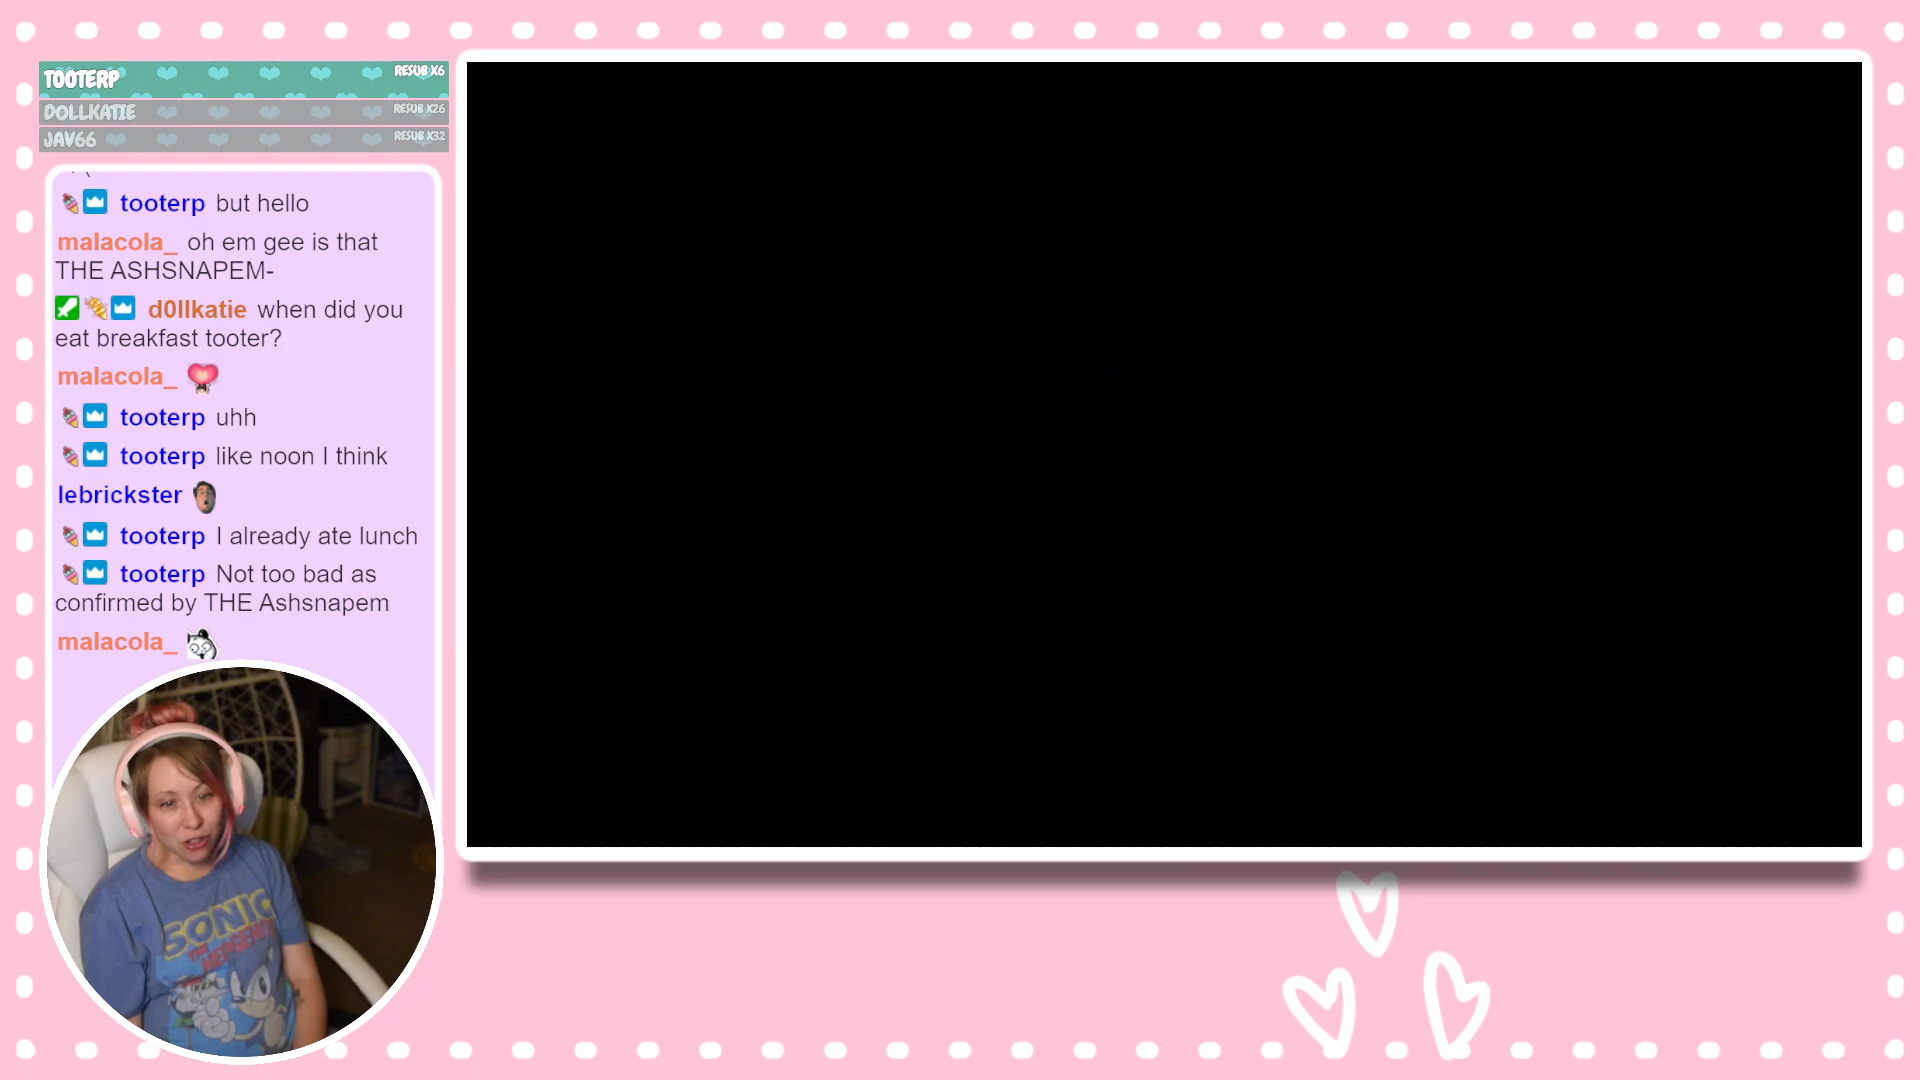 TOOTERP RESUB X6
DOLLKATIE RESUB X26
JAV66 RESUB X32
tooterp but hello
malacola_ oh em gee is that
THE ASHSNAPEM-
d0llkatie when did you
eat breakfast tooter?
malacola_
tooterp uhh
tooterp like noon I think
lebrickster
tooterp I already ate lunch
tooterp Not too bad as
confirmed by THE Ashsnapem
malacola_
SONIC
THE
HEDGEHOG